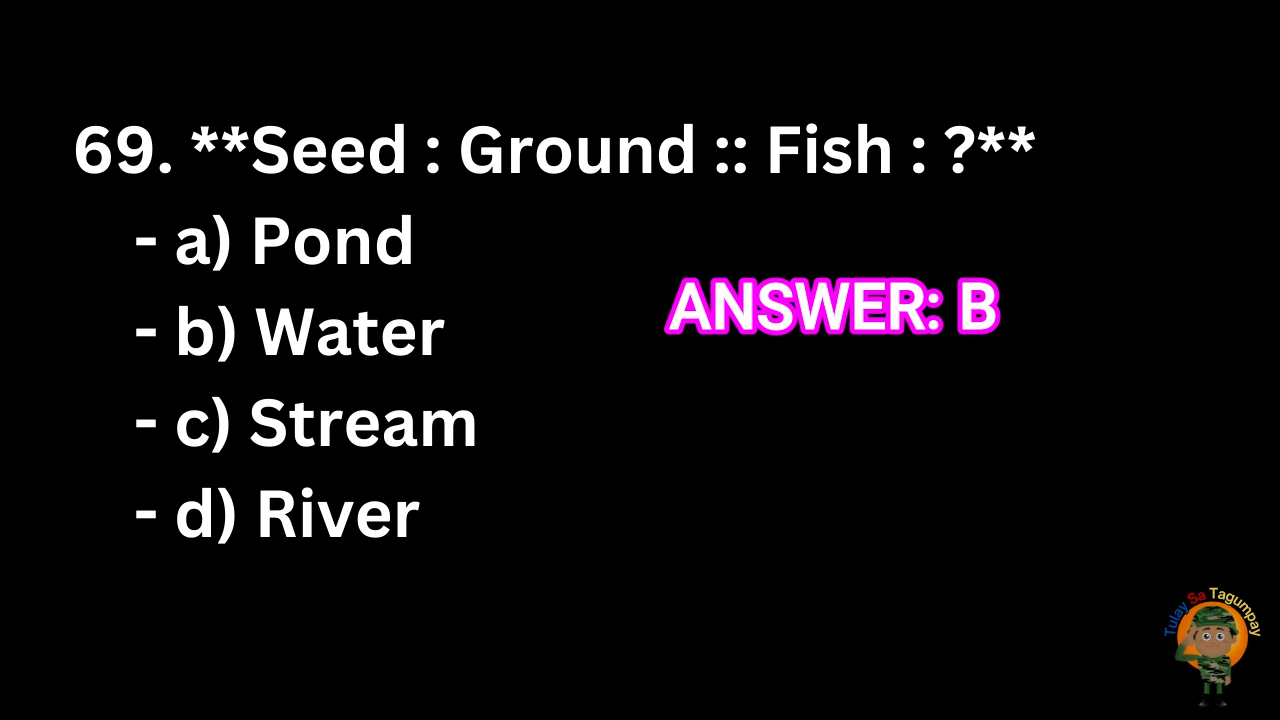 69. **Seed : Ground :: Fish : ?**
- a) Pond
- b) Water
- c) Stream
- d) River
ANSWER: B
Tulay Sa Tagumpay